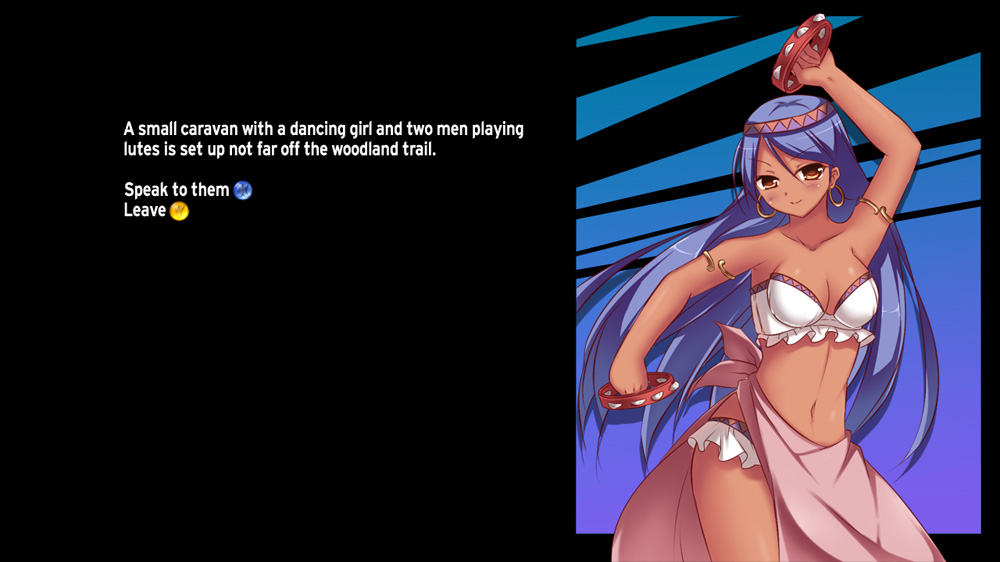 A small caravan with a dancing girl and two men playing
lutes is set up not far off the woodland trail.
Speak to them
Leave